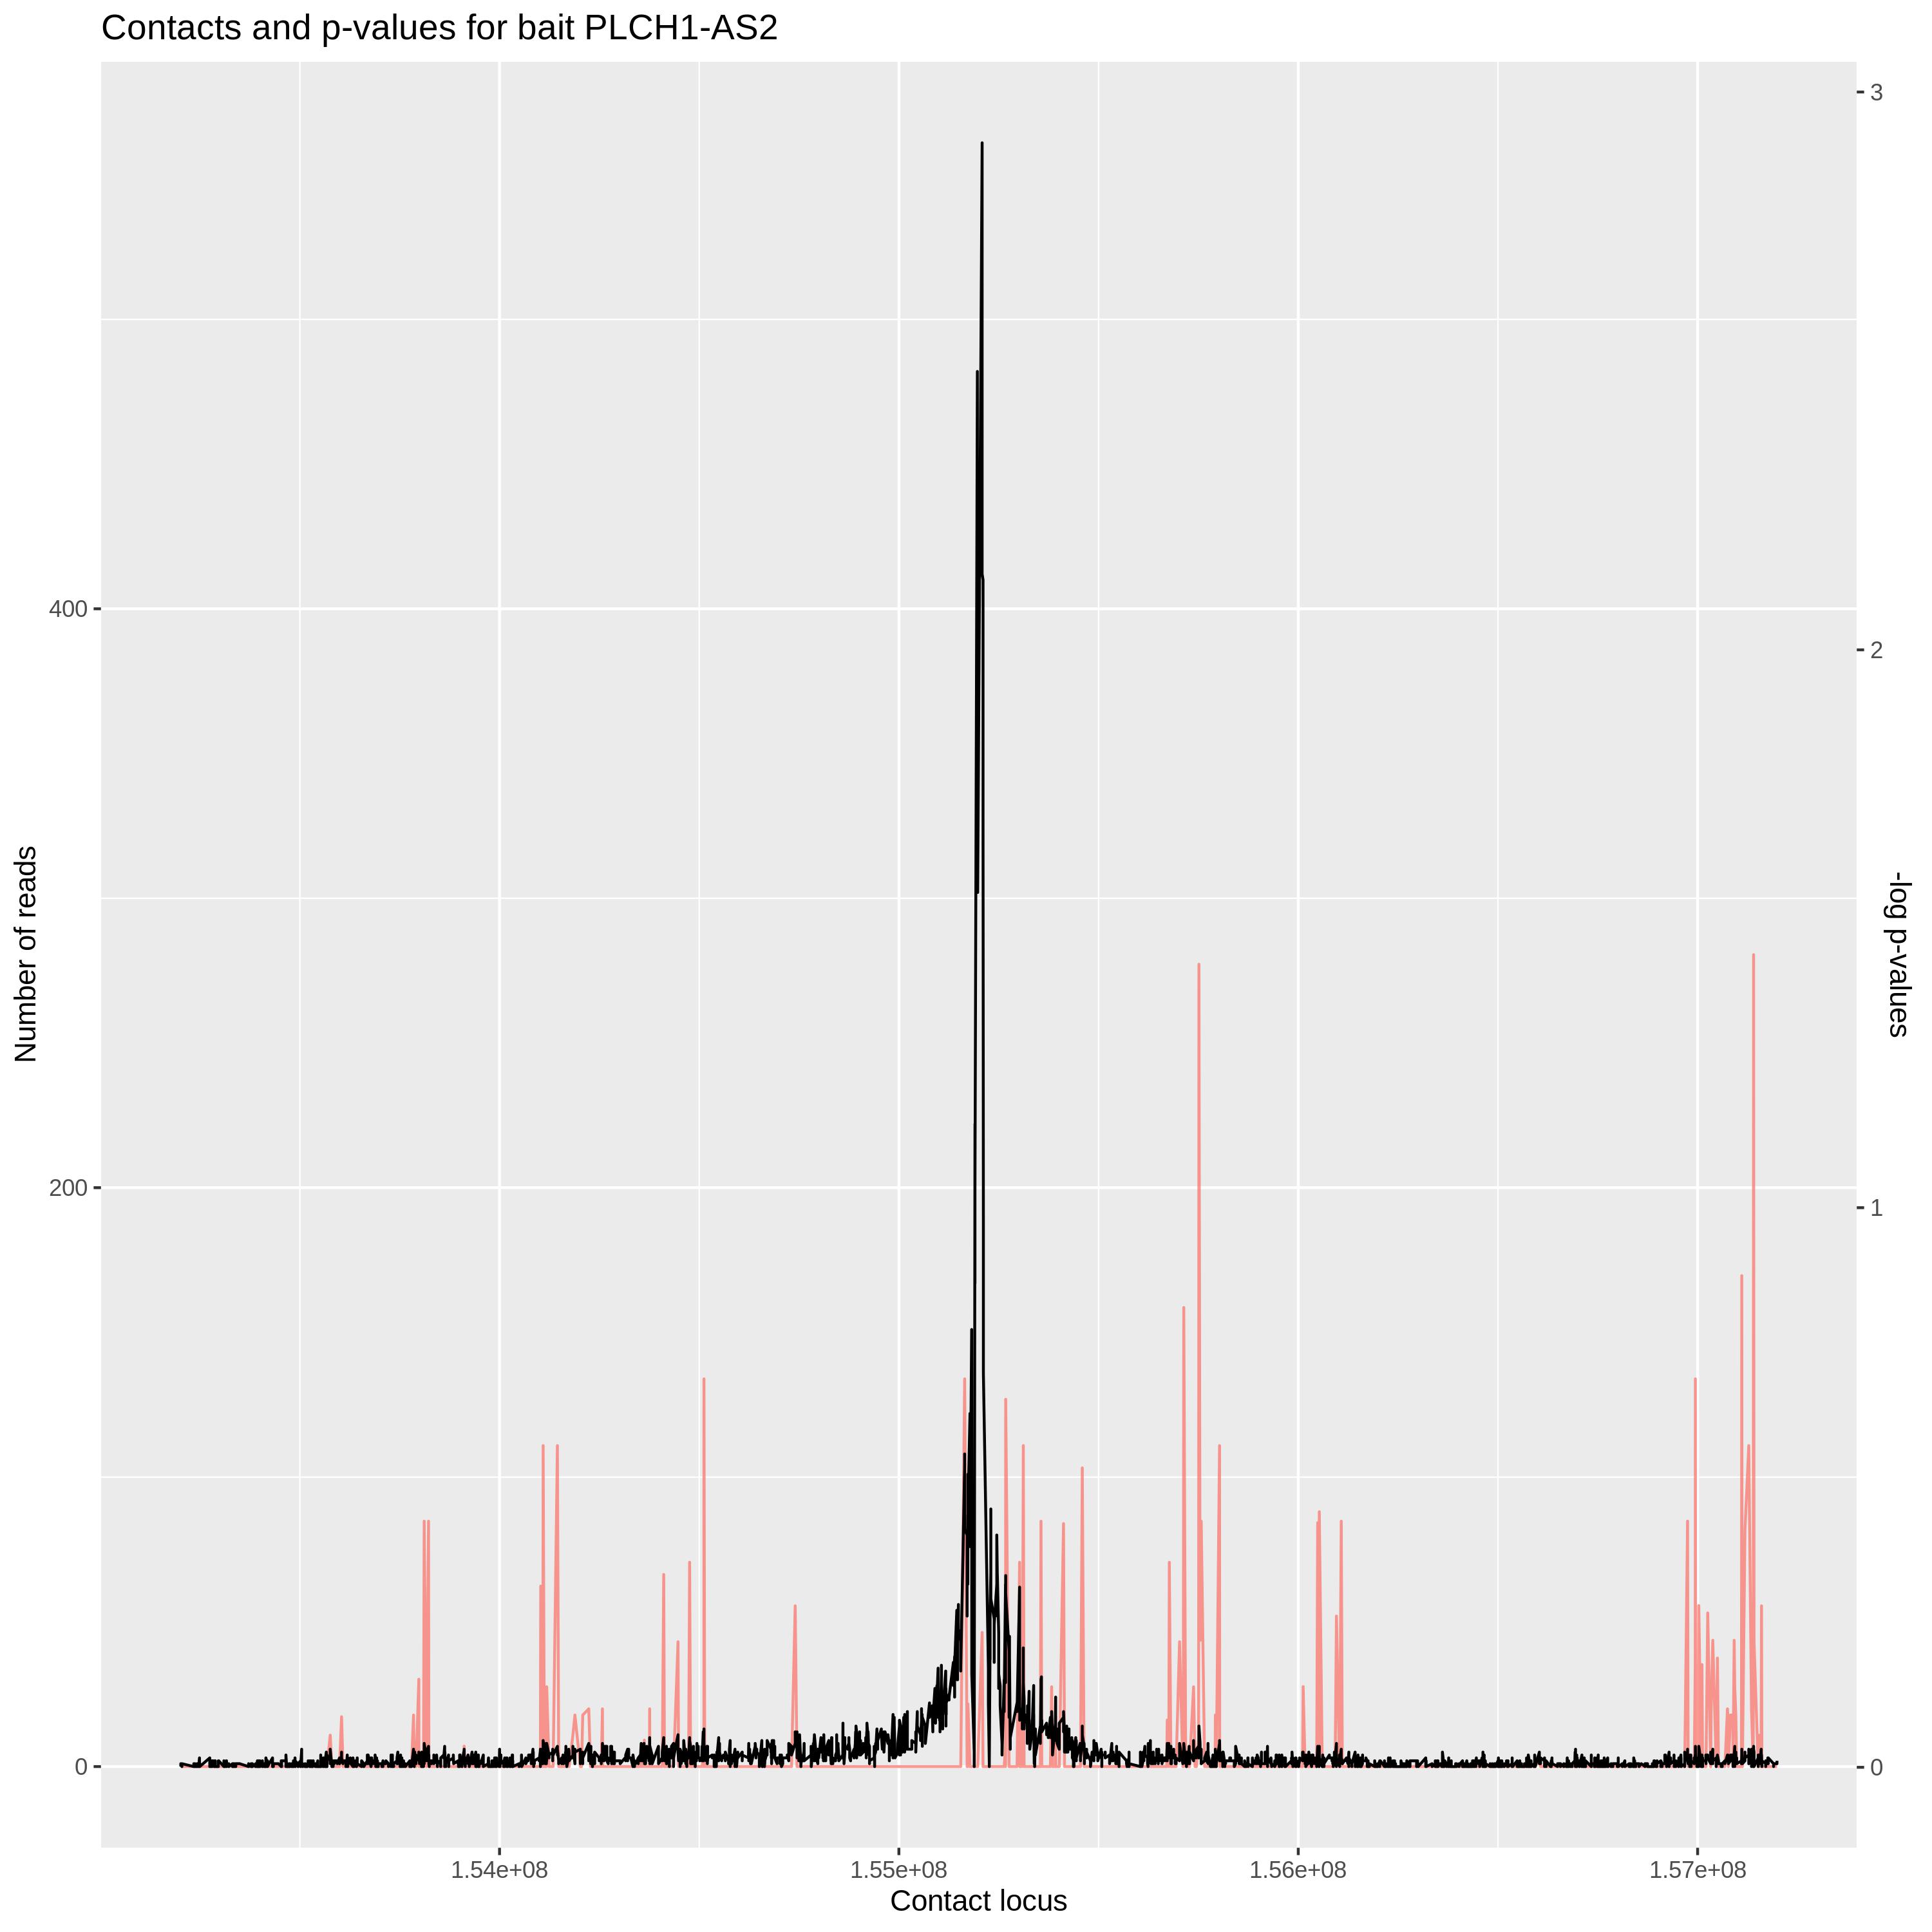 Contacts and p-values for bait PLCH1-AS2
3
400
2
Number of reads
-log p-values
200
1
0
0
1.54e+08
1.55e+08
1.56e+08
1.57e+08
Contact locus